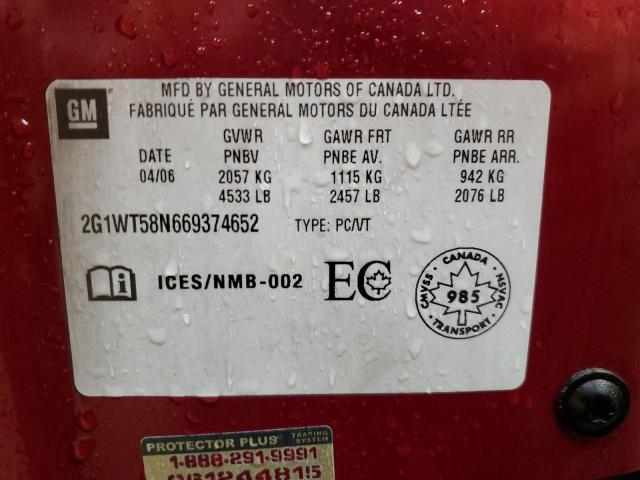 GM
MFD BY GENERAL MOTORS OF CANADA LTD.
FABRIQUÉ PAR GENERAL MOTORS DU CANADA LTÉE
GVWR GAWR FRT GAWR RR
DATE PNBV PNBE AV. PNBE ARR.
04/06 2057 KG 1115 KG 942 KG
4533 LB 2457 LB 2076 LB
2G1WT58N669374652 TYPE: PC/VT
ICES/NMB-002 EC
CANADA
CMVSS 985 NSVAC
TRANSPORT
PROTECTOR PLUS TRACING SYSTEM
1-888-291-9991
061244815